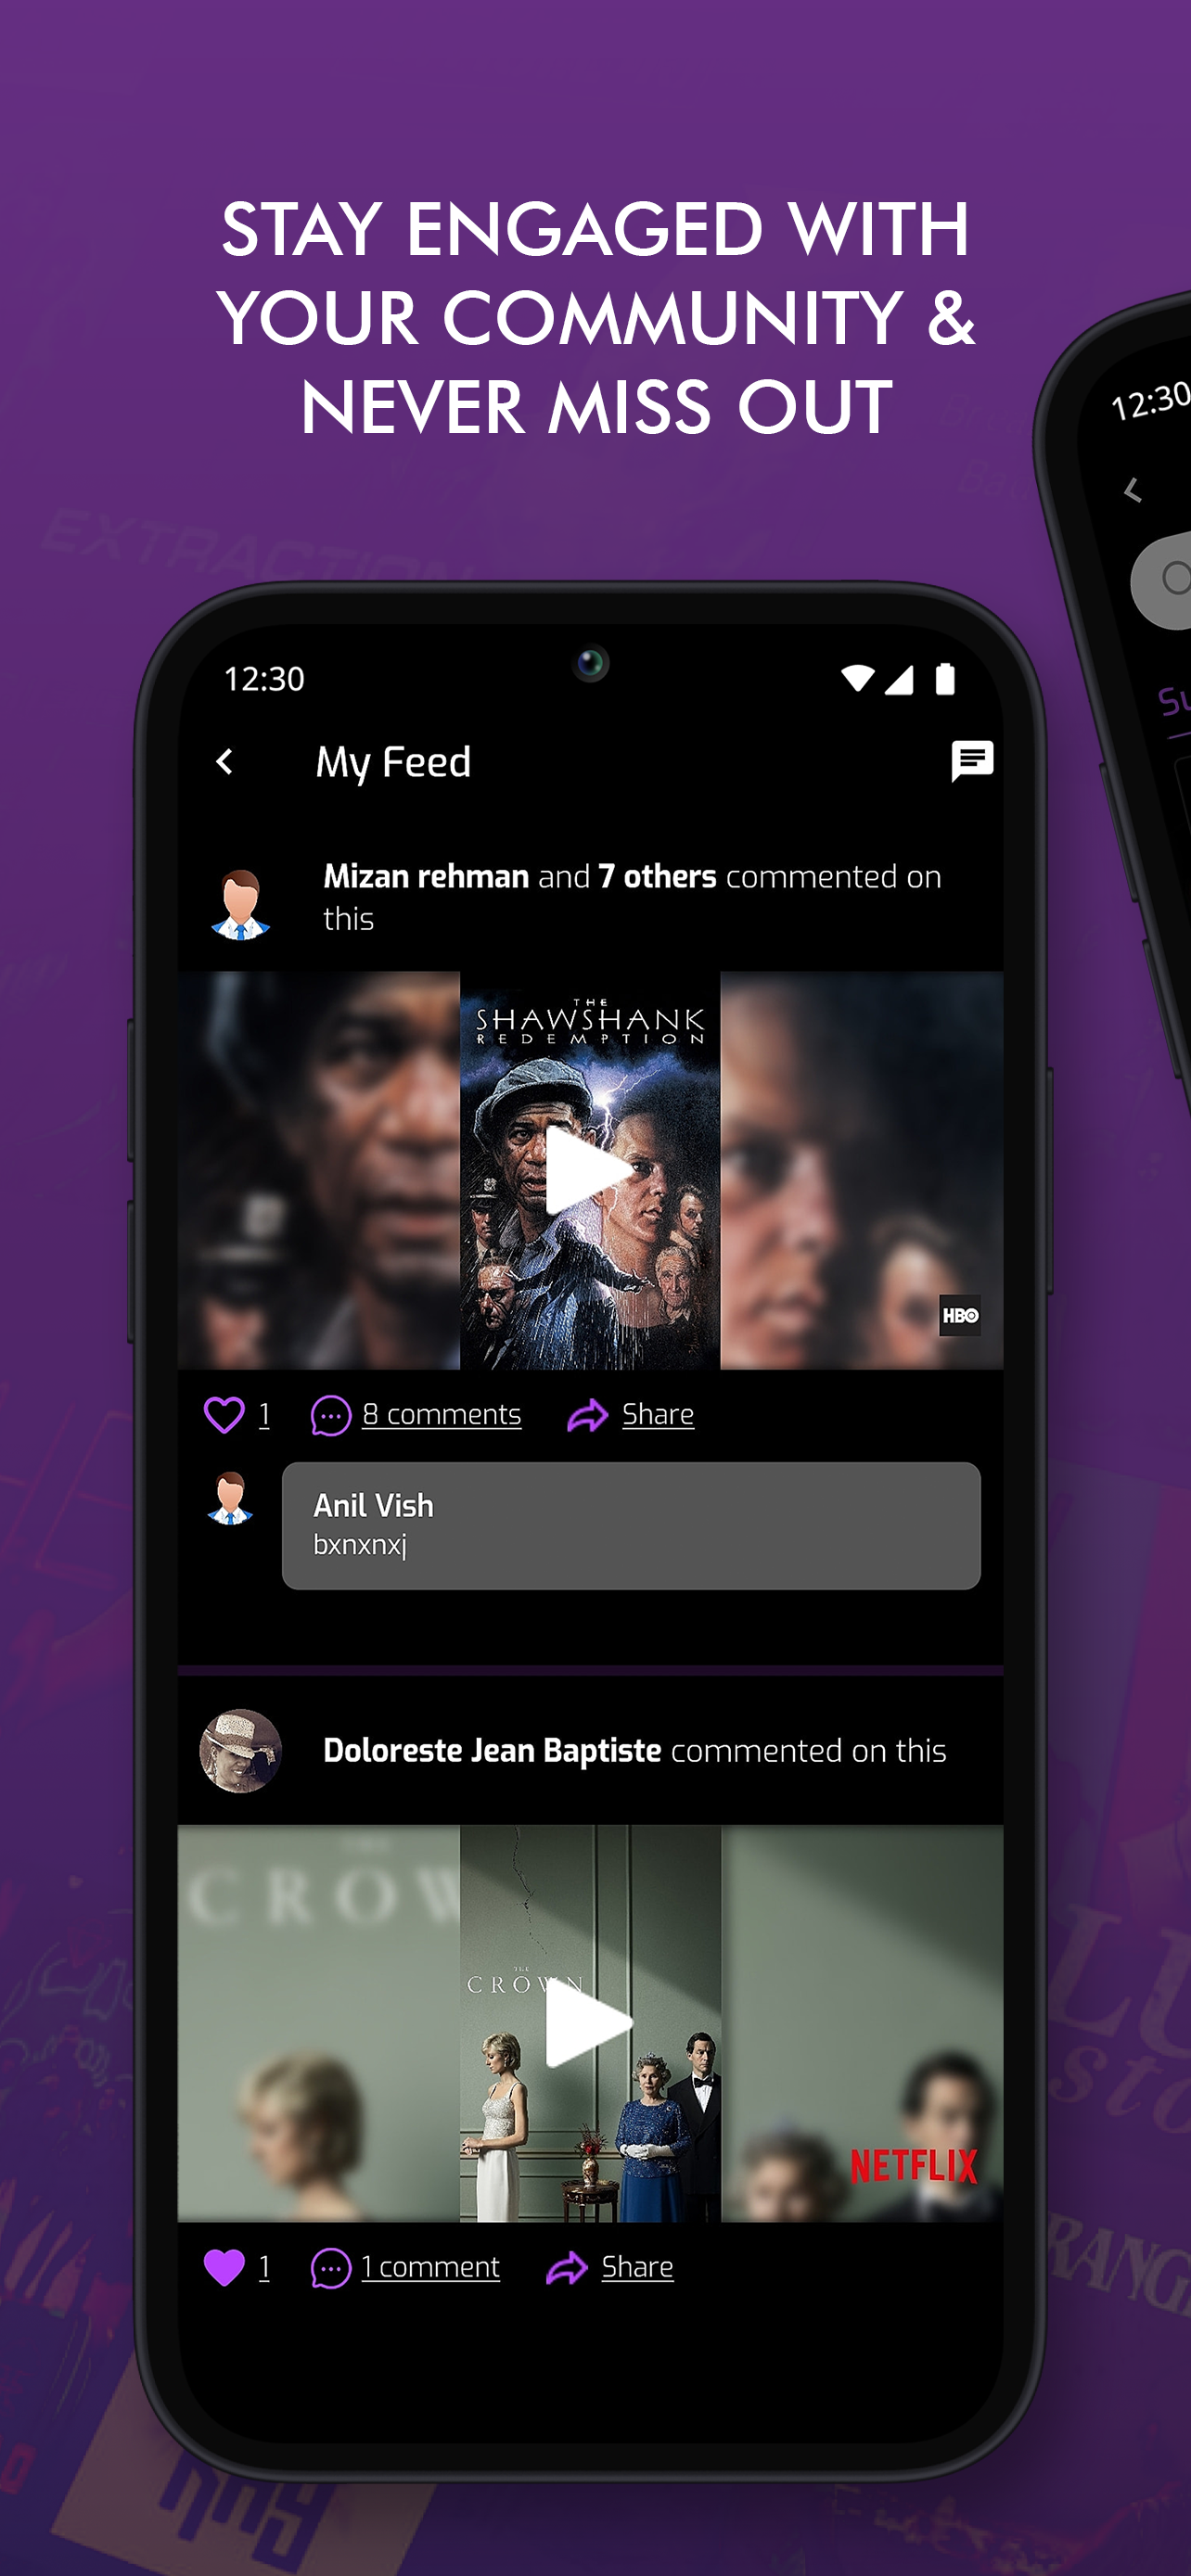 STAY ENGAGED WITH
YOUR COMMUNITY &
NEVER MISS OUT
EXTRACTION
12:30
12:30
My Feed
Mizan rehman and 7 others commented on
this
THE
SHAWSHANK
REDEMPTION
HBO
1 8 comments Share
Anil Vish
bxnxnxj
Doloreste Jean Baptiste commented on this
THE
CROWN
CROW
NETFLIX
1 1 comment Share